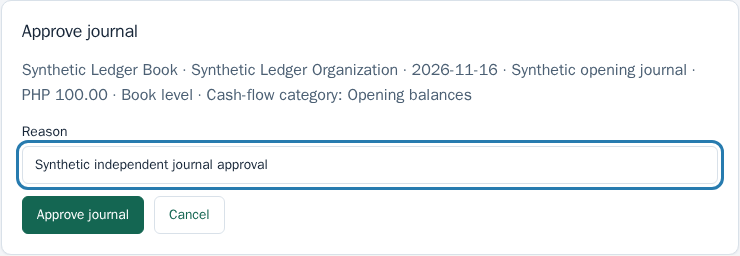 Approve journal
Synthetic Ledger Book · Synthetic Ledger Organization · 2026-11-16 · Synthetic opening journal ·
PHP 100.00 · Book level · Cash-flow category: Opening balances
Reason
Synthetic independent journal approval
Approve journal
Cancel